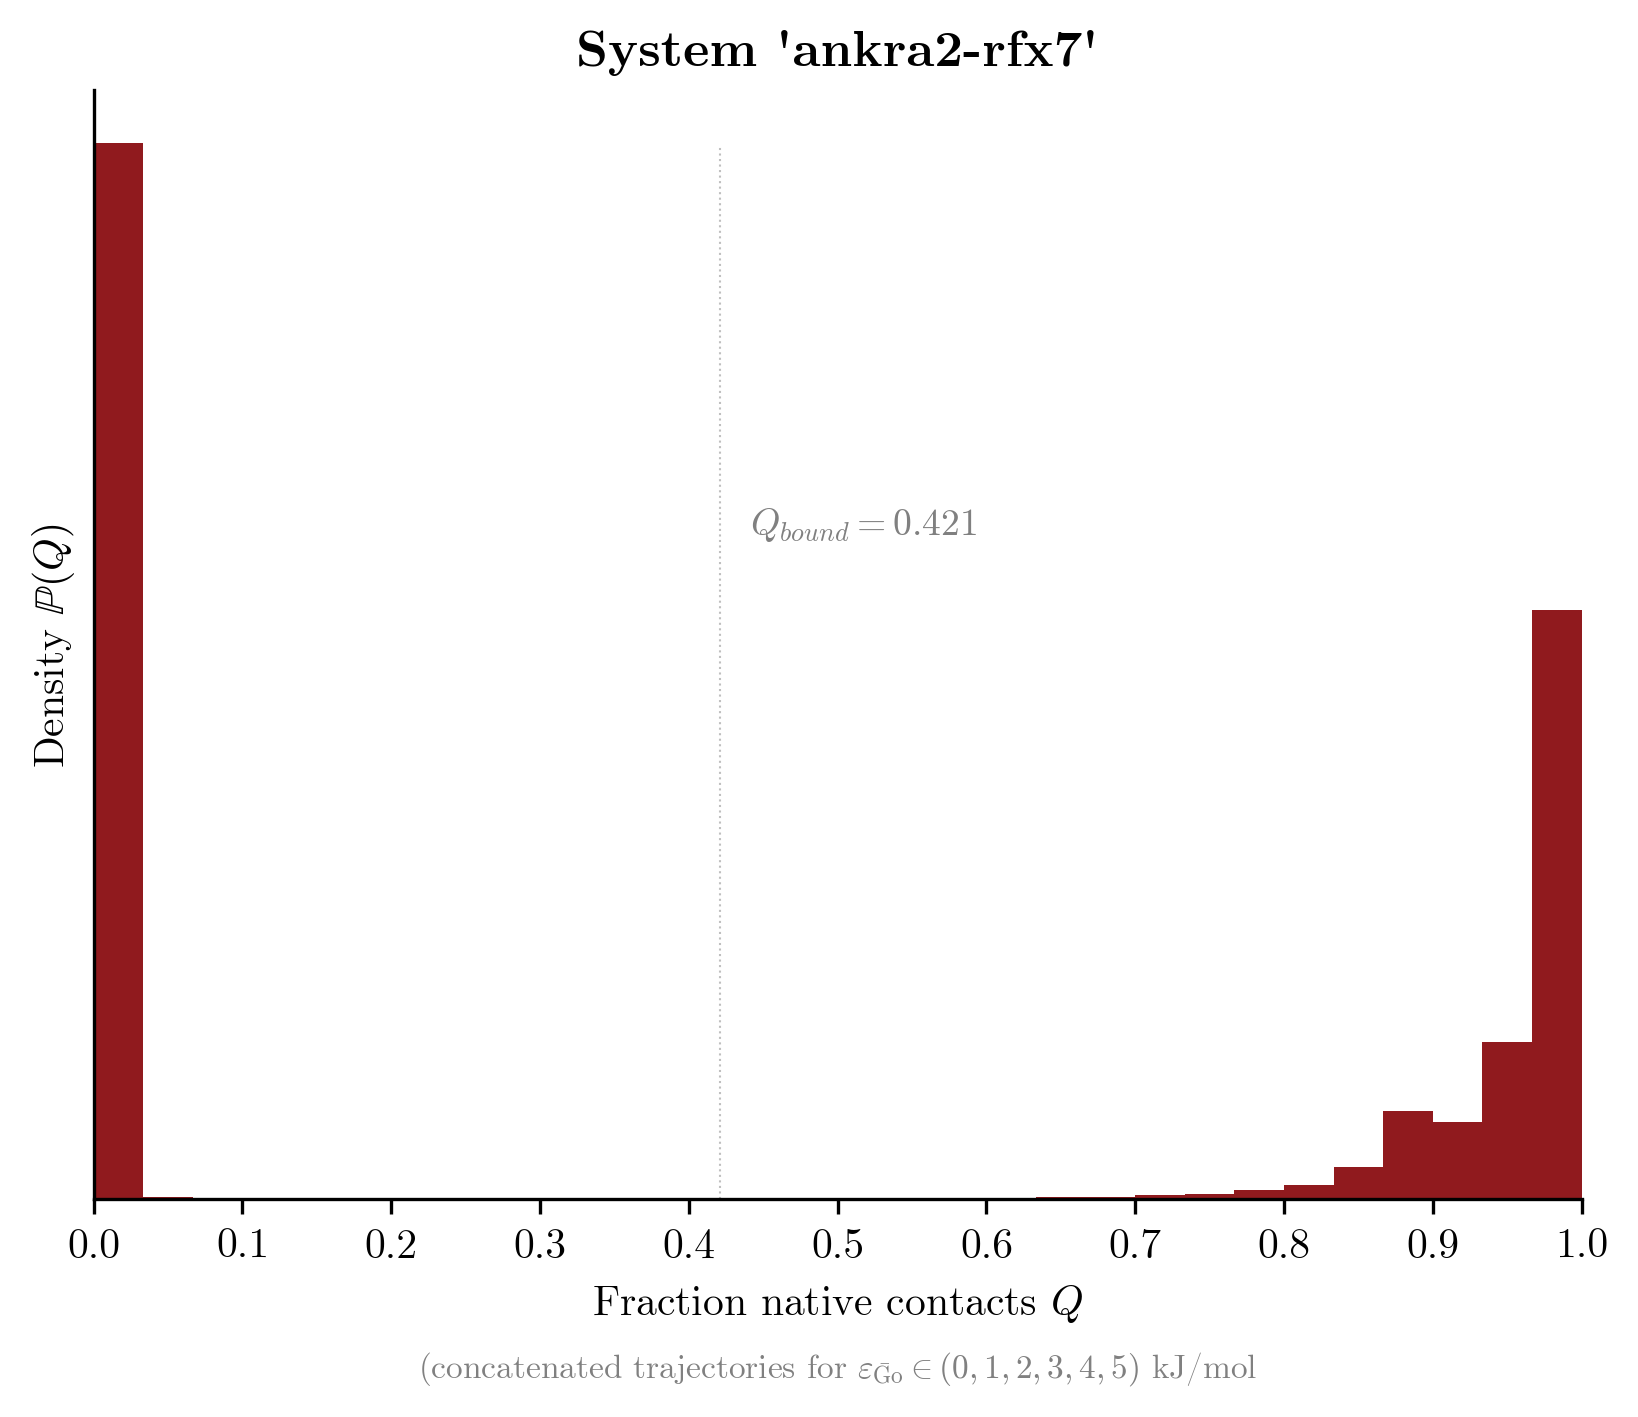 System 'ankra2-rfx7'
Density ℙ(Q)
Q_bound = 0.421
0.0 0.1 0.2 0.3 0.4 0.5 0.6 0.7 0.8 0.9 1.0
Fraction native contacts Q
(concatenated trajectories for ε_Ḡo ∈ (0, 1, 2, 3, 4, 5) kJ/mol